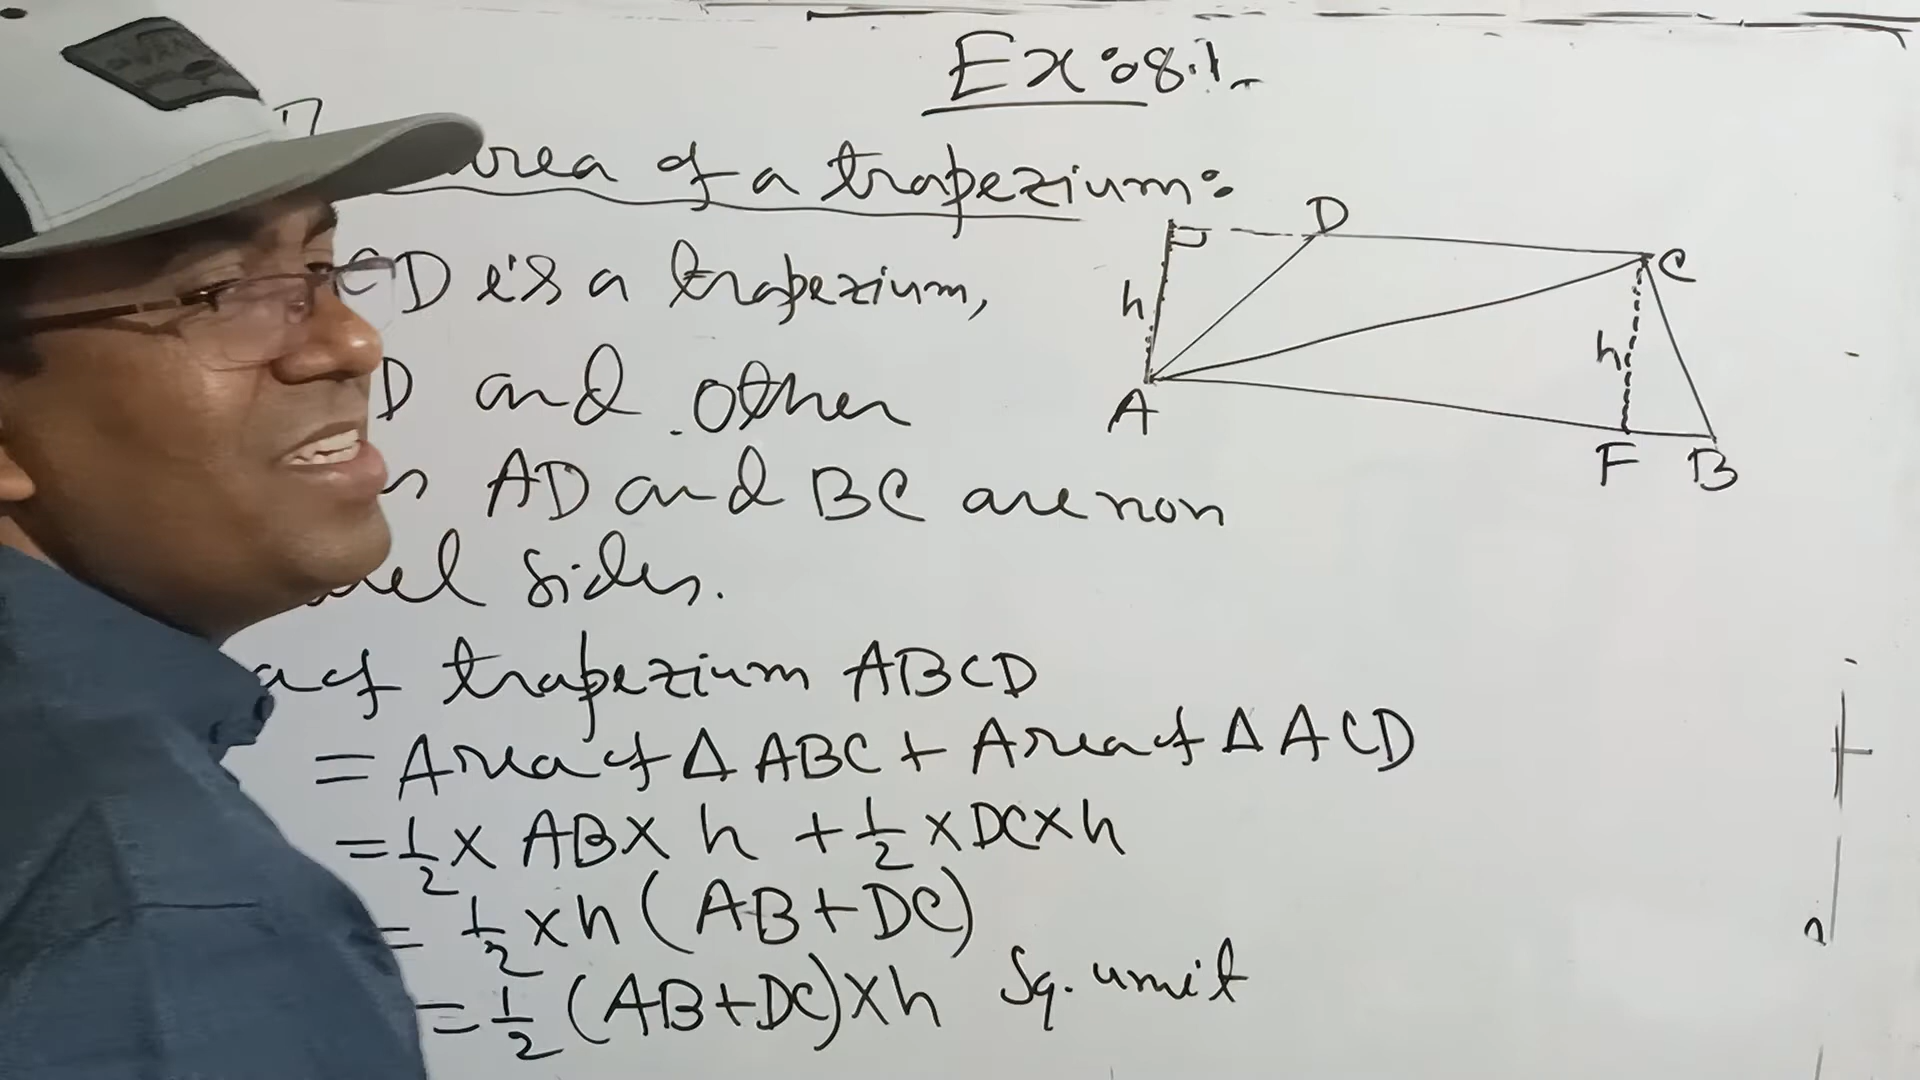 Ex: 8.1
area of a trapezium:
CD is a trapezium,
D and other
AD and BC are non
sides.
of trapezium ABCD
= Area of Δ ABC + Area of Δ ACD
= 1/2 × AB × h + 1/2 × DC × h
= 1/2 × h (AB + DC)
= 1/2 (AB + DC) × h Sq. unit
D
C
h
h
A
F B